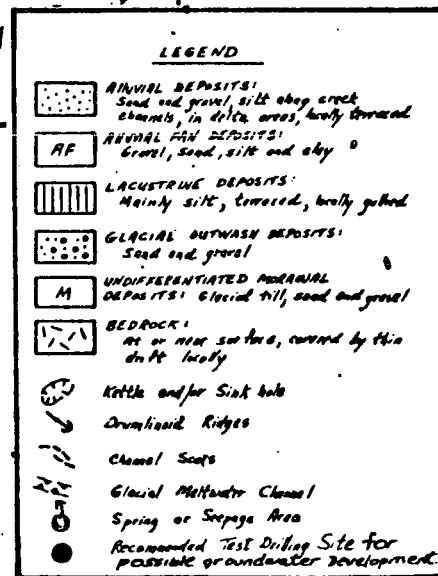 LEGEND
ALLUVIAL DEPOSITS:
Sand and gravel, silt along creek
channels, in delta areas, locally terraced
AF
ALLUVIAL FAN DEPOSITS:
Gravel, sand, silt and clay
LACUSTRINE DEPOSITS:
Mainly silt, terraced, locally gullied
GLACIAL OUTWASH DEPOSITS:
Sand and gravel
M
UNDIFFERENTIATED MORAINAL
DEPOSITS: Glacial till, sand and gravel
BEDROCK:
At or near surface, covered by thin
drift locally
Kettle and/or Sink hole
Drumlinoid Ridges
Channel Scars
Glacial Meltwater Channel
Spring or Seepage Area
Recommended Test Drilling Site for
possible groundwater development